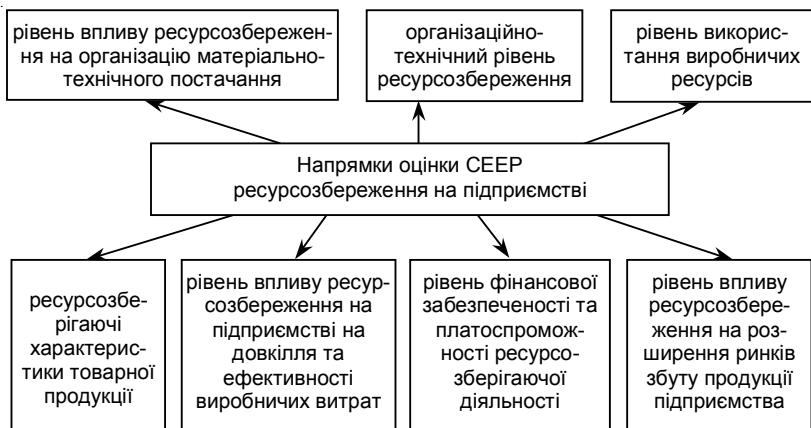 рівень впливу ресурсозбережен-
ня на організацію матеріально-
технічного постачання
організаційно-
технічний рівень
ресурсозбереження
рівень використ-
тання виробничих
ресурсів
Напрямки оцінки СЕЕР
ресурсозбереження на підприємстві
ресурсозбе-
рігаючі
характерис-
тики товарної
продукції
рівень впливу ресур-
созбереження на
підприємстві на
довкілля та
ефективності
виробничих витрат
рівень фінансової
забезпеченості та
платоспромож-
ності ресурсо-
зберігаючої
діяльності
рівень впливу
ресурсозбере-
ження на роз-
ширення ринків
збуту продукції
підприємства